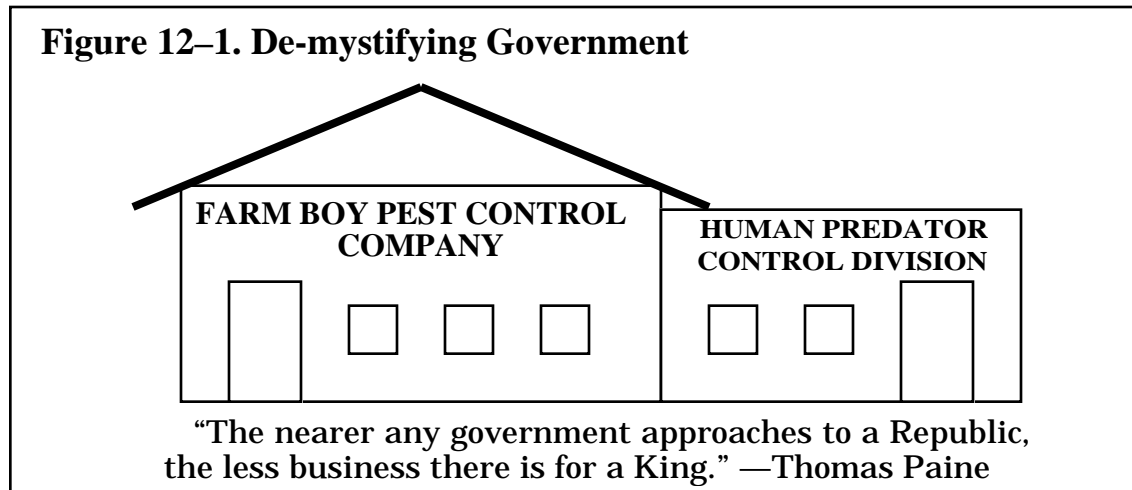 Figure 12–1. De-mystifying Government
FARM BOY PEST CONTROL
COMPANY
HUMAN PREDATOR
CONTROL DIVISION
“The nearer any government approaches to a Republic,
the less business there is for a King.” —Thomas Paine